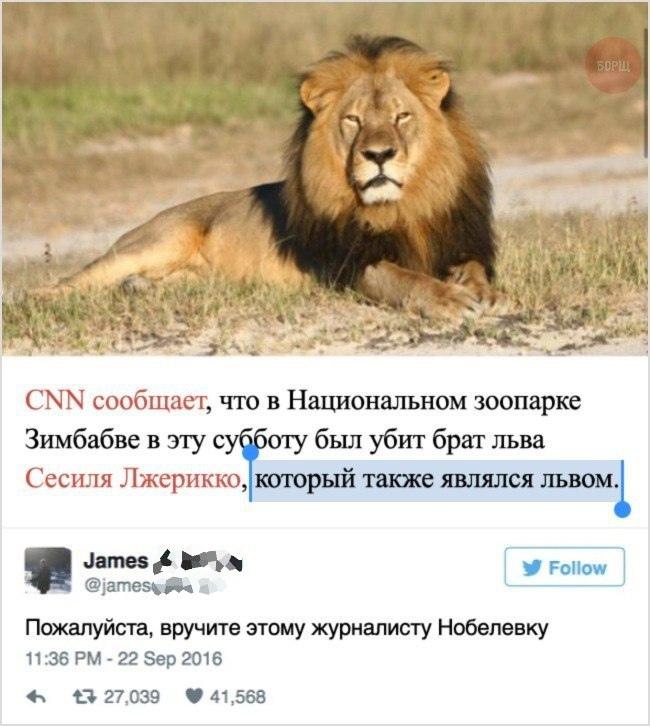 БОРЩ
CNN сообщает, что в Национальном зоопарке
Зимбабве в эту субботу был убит брат льва
Сесиля Лжерикко, который также являлся львом.
James
@james
Follow
Пожалуйста, вручите этому журналисту Нобелевку
11:36 PM - 22 Sep 2016
27,039 41,568